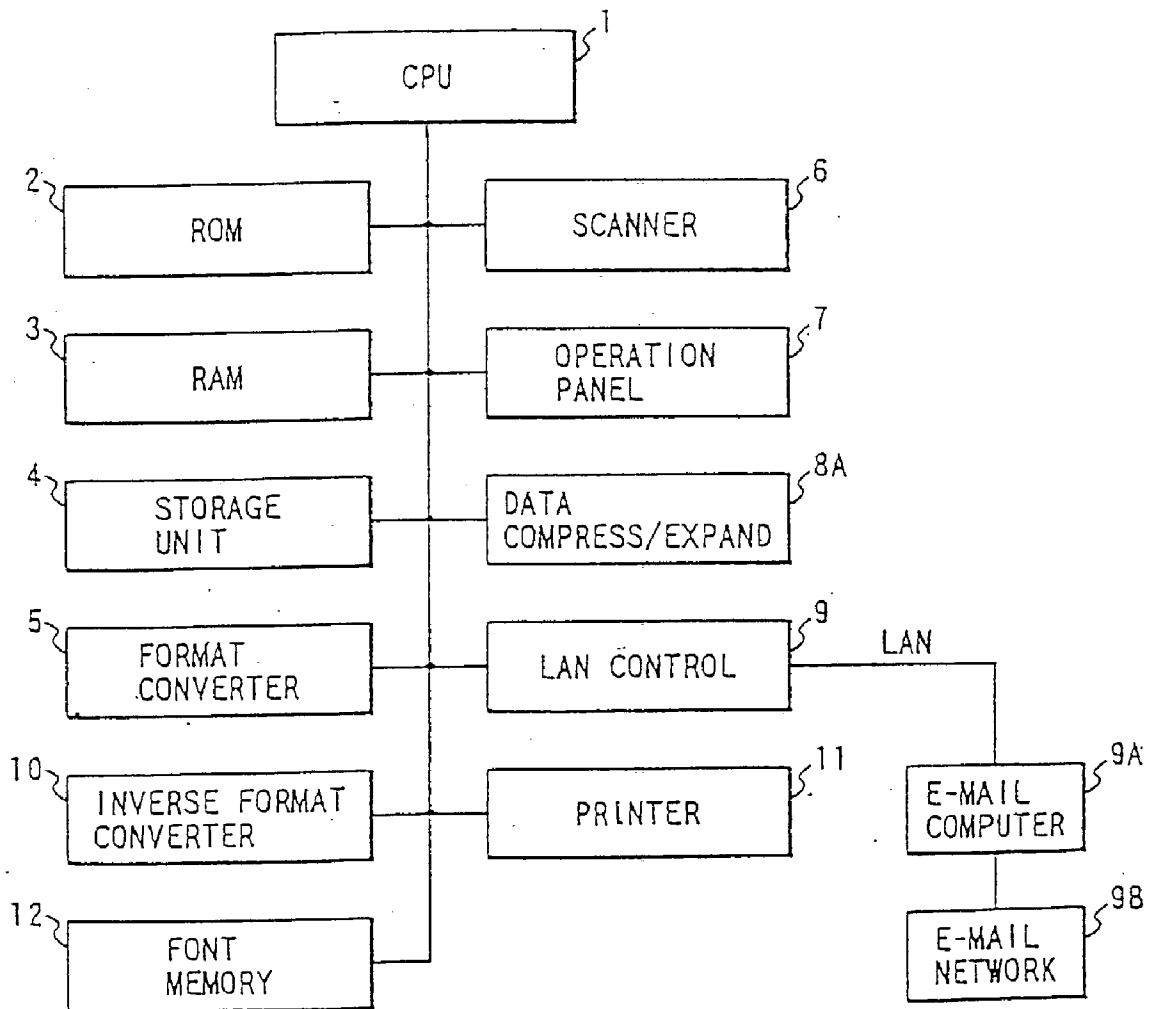 1
CPU
2
ROM
6
SCANNER
3
RAM
7
OPERATION
PANEL
4
STORAGE
UNIT
8A
DATA
COMPRESS/EXPAND
5
FORMAT
CONVERTER
9
LAN CONTROL
LAN
10
INVERSE FORMAT
CONVERTER
11
PRINTER
9A
E-MAIL
COMPUTER
12
FONT
MEMORY
9B
E-MAIL
NETWORK